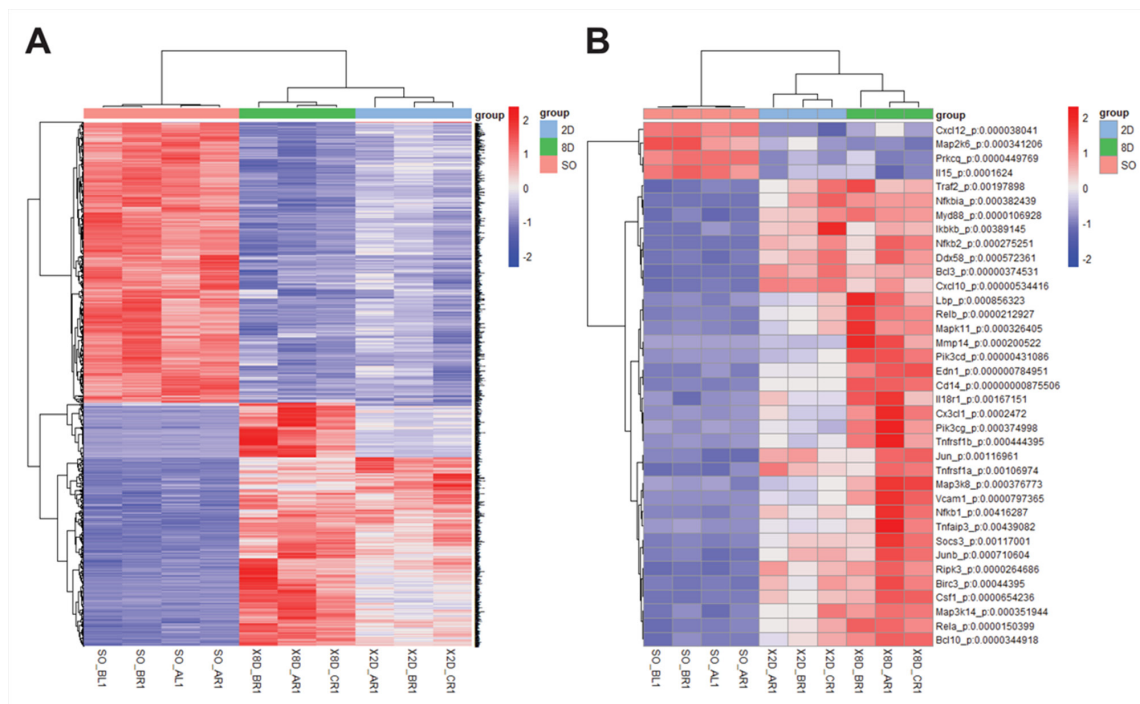 A
group
group
2D
8D
SO
2
1
0
-1
-2
SO_BL1
SO_BR1
SO_AL1
SO_AR1
X8D_BR1
X8D_AR1
X8D_CR1
X2D_AR1
X2D_BR1
X2D_CR1
B
group
group
2D
8D
SO
2
1
0
-1
-2
Cxcl12_p:0.000038041
Map2k6_p:0.000341206
Prkcq_p:0.0000449769
Il15_p:0.0001624
Traf2_p:0.00197898
Nfkbia_p:0.000382439
Myd88_p:0.0000106928
Ikbkb_p:0.00389145
Nfkb2_p:0.000275251
Ddx58_p:0.000572361
Bcl3_p:0.00000374531
Cxcl10_p:0.00000534416
Lbp_p:0.000856323
Relb_p:0.0000212927
Mapk11_p:0.000326405
Mmp14_p:0.000200522
Pik3cd_p:0.00000431086
Edn1_p:0.000000784951
Cd14_p:0.00000000875506
Il18r1_p:0.00167151
Cx3cl1_p:0.0002472
Pik3cg_p:0.000374998
Tnfrsf1b_p:0.000444395
Jun_p:0.00116961
Tnfrsf1a_p:0.00106974
Map3k8_p:0.000376773
Vcam1_p:0.0000797365
Nfkb1_p:0.00416287
Tnfaip3_p:0.00439082
Socs3_p:0.00117001
Junb_p:0.000710604
Ripk3_p:0.0000264686
Birc3_p:0.00044395
Csf1_p:0.0000654236
Map3k14_p:0.000351944
Rela_p:0.0000150399
Bcl10_p:0.0000344918
SO_BL1
SO_BR1
SO_AL1
SO_AR1
X2D_AR1
X2D_BR1
X2D_CR1
X8D_BR1
X8D_AR1
X8D_CR1